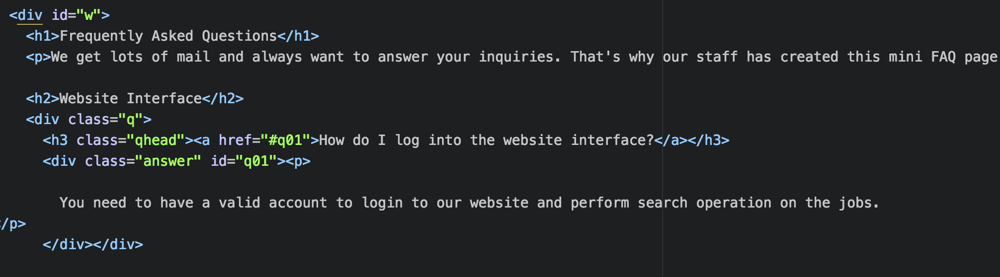 <div id="w">
<h1>Frequently Asked Questions</h1>
<p>We get lots of mail and always want to answer your inquiries. That's why our staff has created this mini FAQ page
<h2>Website Interface</h2>
<div class="q">
<h3 class="qhead"><a href="#q01">How do I log into the website interface?</a></h3>
<div class="answer" id="q01"><p>
You need to have a valid account to login to our website and perform search operation on the jobs.
</p>
</div></div>